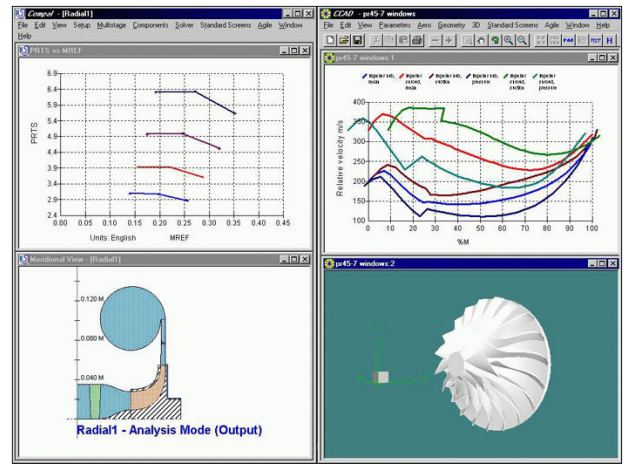 Compal - [Radial1]
File Edit View Setup Multistage Components Solver Standard Screens Agile Window
Help
PRTS vs MREF
6.9
6.4
5.9
5.4
4.9
4.4
3.9
3.4
2.9
2.4
PRTS
0.00 0.05 0.10 0.15 0.20 0.25 0.30 0.35 0.40 0.45
Units: English MREF
CCAD - pr45-7 windows
File Edit View Parameters Aero Geometry 3D Standard Screens Agile Window Help
pr45-7 windows:1
400
350
300
250
200
150
100
Relative velocity m/s
0 10 20 30 40 50 60 70 80 90 100
%M
Meridional View - [Radial1]
0.120 M
0.080 M
0.040 M
Radial1 - Analysis Mode (Output)
pr45-7 windows:2